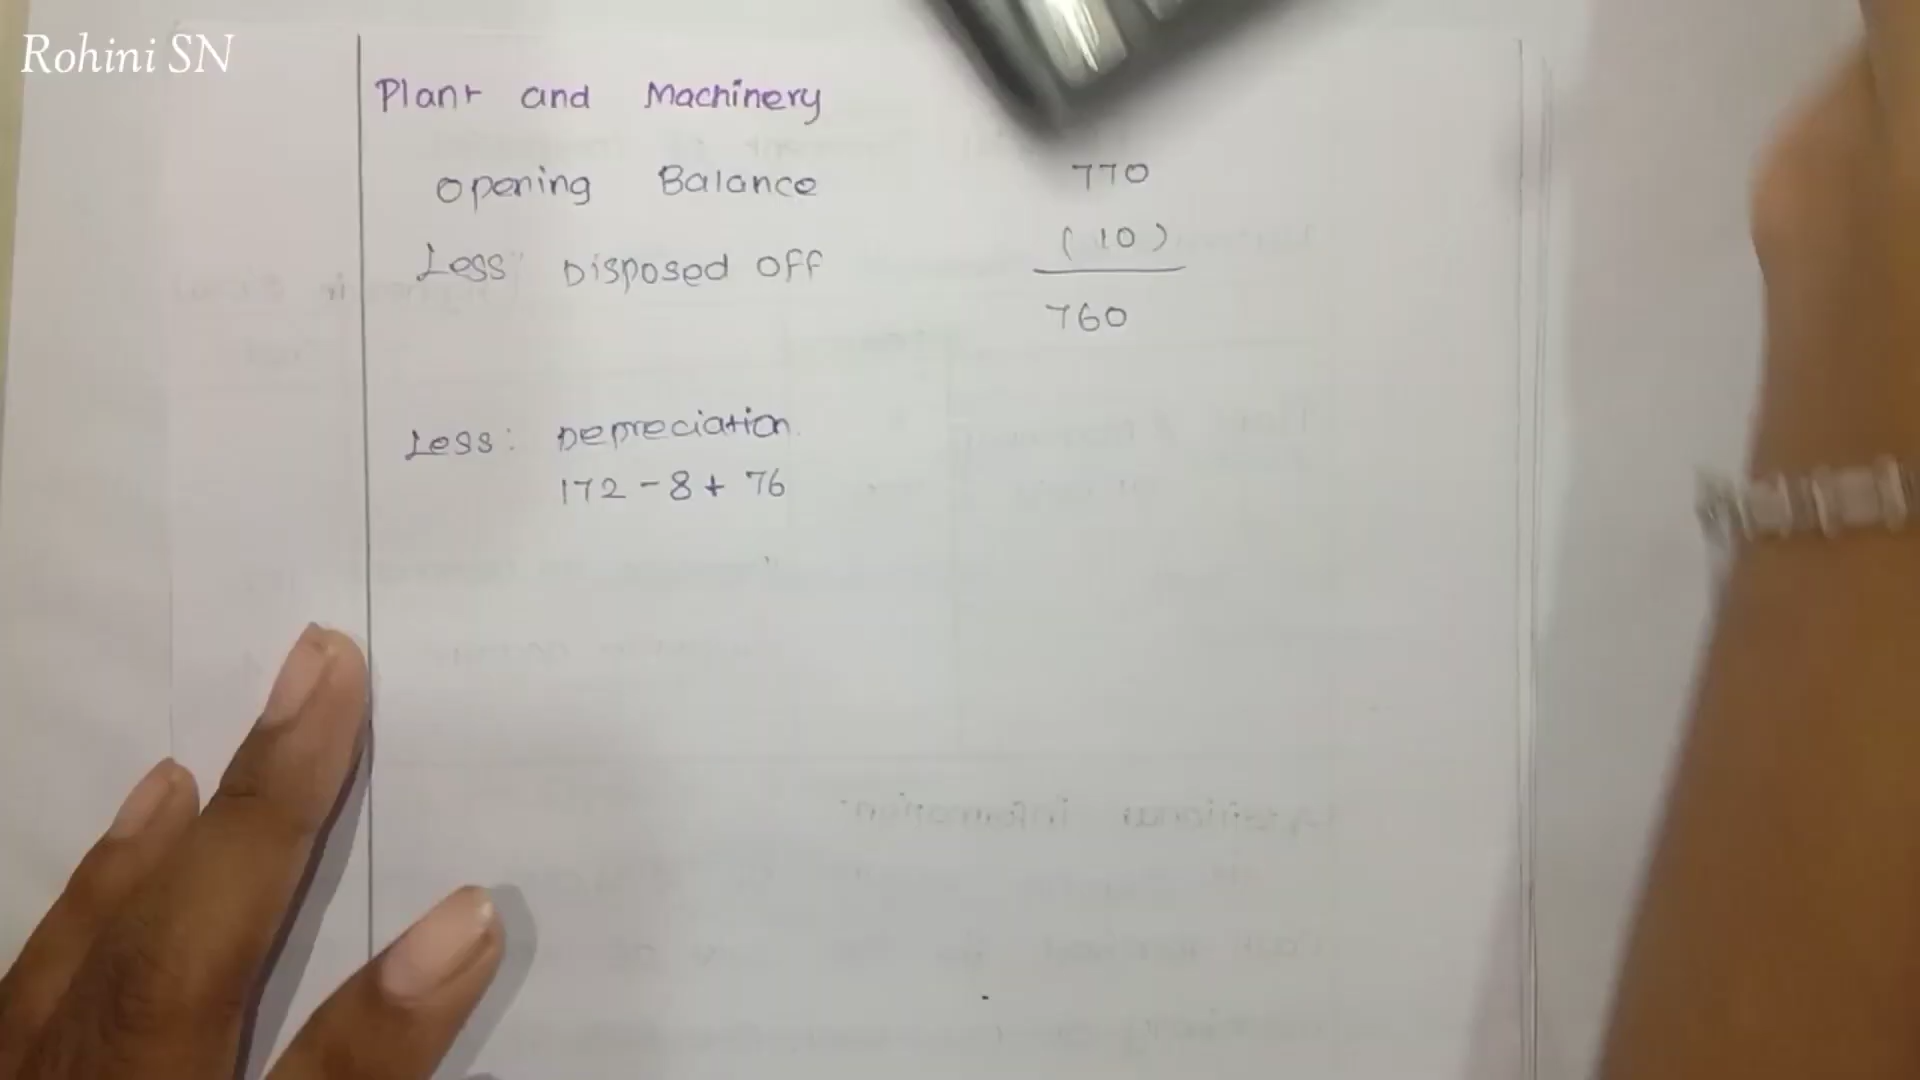 Rohini SN
Plant and Machinery
Opening Balance 770
Less: Disposed off (10)
760
Less: Depreciation
172 - 8 + 76